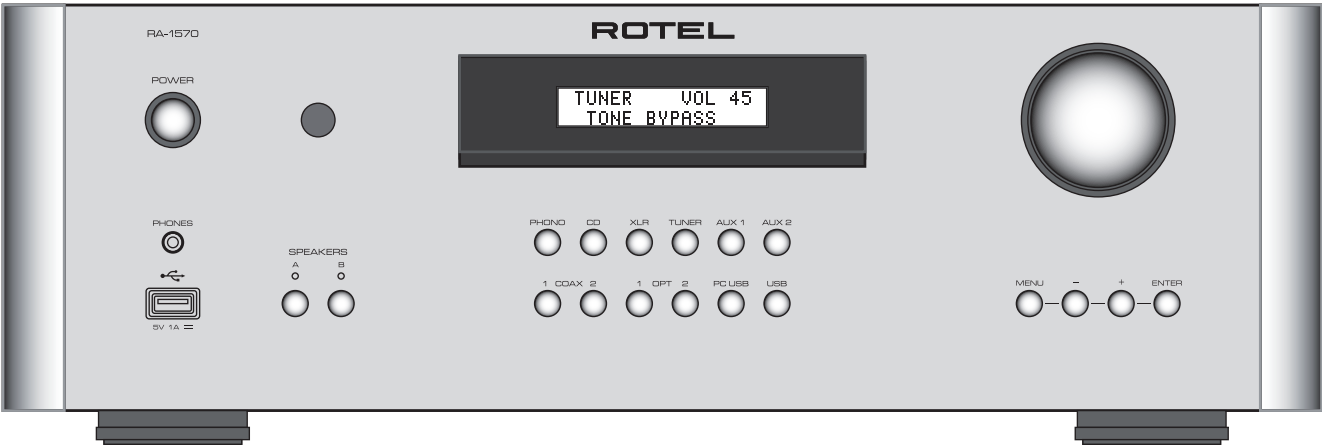 RA-1570
ROTEL
POWER
TUNER VOL 45
TONE BYPASS
PHONES
SPEAKERS
A B
5V 1A
PHONO CD XLR TUNER AUX 1 AUX 2
1 COAX 2 1 OPT 2 PC USB USB
MENU - + ENTER